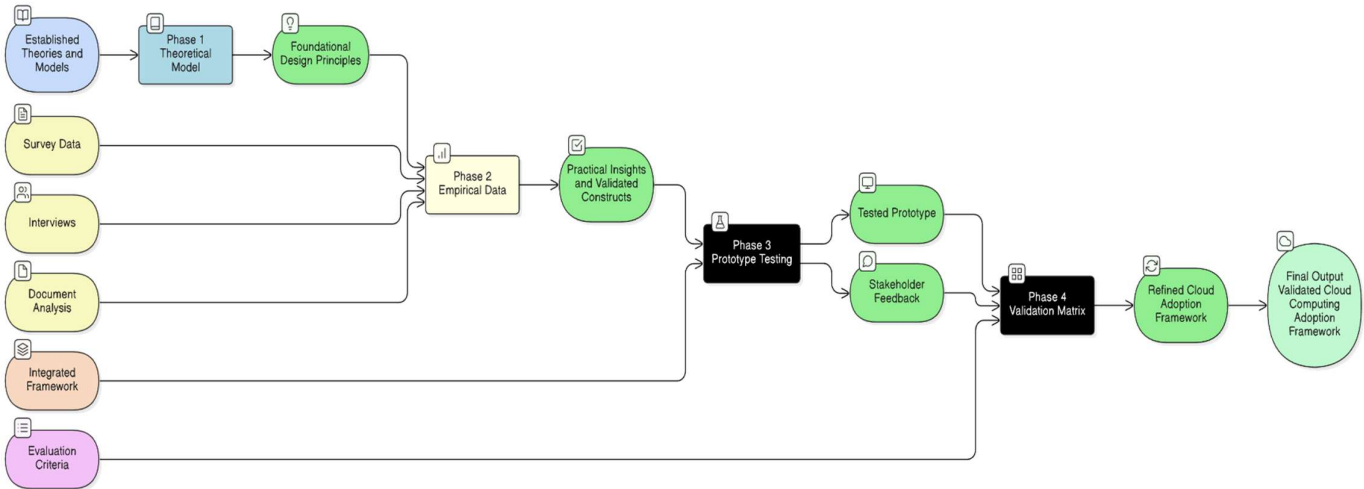 Established
Theories and
Models
Phase 1
Theoretical
Model
Foundational
Design Principles
Survey Data
Interviews
Document
Analysis
Integrated
Framework
Evaluation
Criteria
Phase 2
Empirical Data
Practical Insights
and Validated
Constructs
Phase 3
Prototype Testing
Tested Prototype
Stakeholder
Feedback
Phase 4
Validation Matrix
Refined Cloud
Adoption
Framework
Final Output
Validated Cloud
Computing
Adoption
Framework